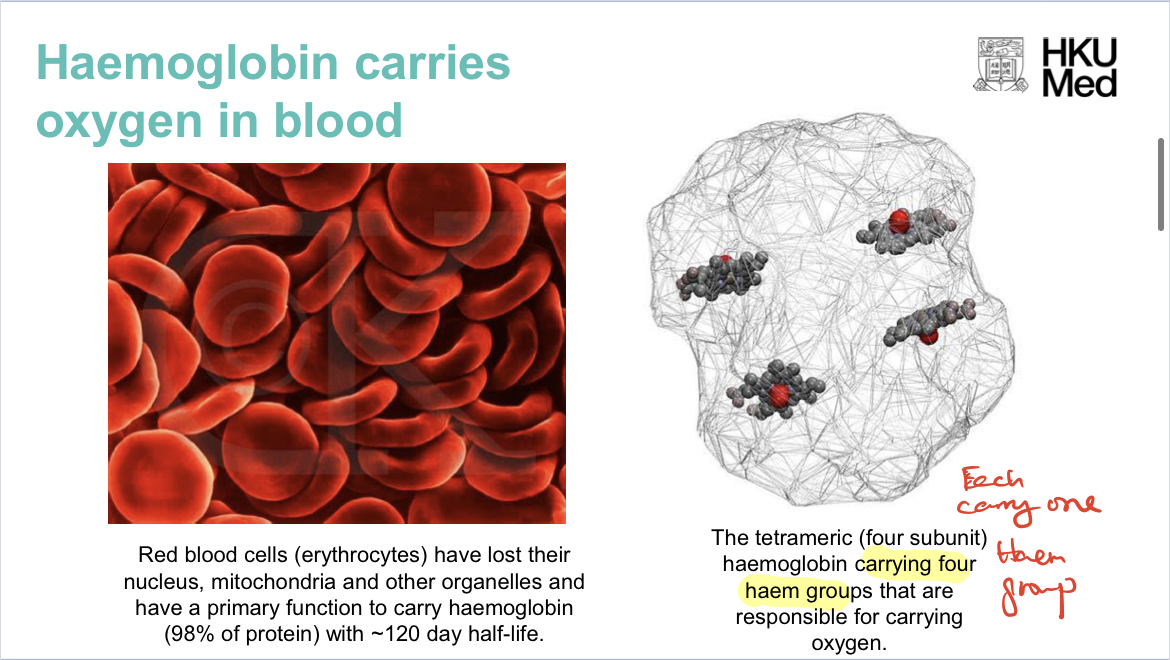 Haemoglobin carries
oxygen in blood
HKU
Med
Red blood cells (erythrocytes) have lost their
nucleus, mitochondria and other organelles and
have a primary function to carry haemoglobin
(98% of protein) with ~120 day half-life.
The tetrameric (four subunit)
haemoglobin carrying four
haem groups that are
responsible for carrying
oxygen.
Each
carry one
Haem
group